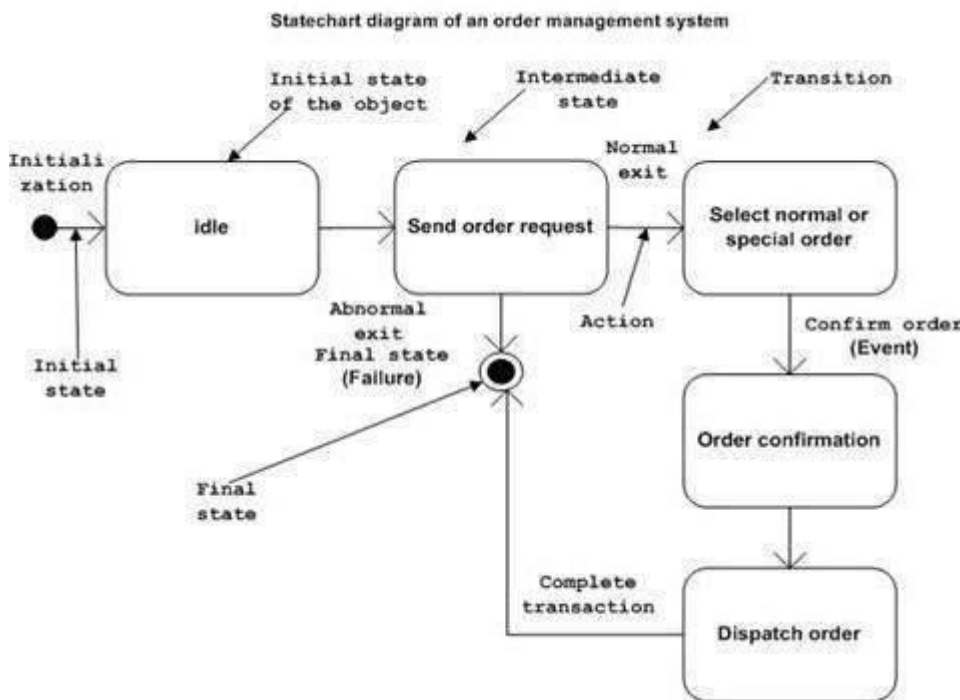 Statechart diagram of an order management system
Initial state
of the object
Intermediate
state
Transition
Initiali
zation
Normal
exit
idle
Send order request
Select normal or
special order
Abnormal
exit
Final state
(Failure)
Action
Confirm order
(Event)
Initial
state
Order confirmation
Final
state
Complete
transaction
Dispatch order